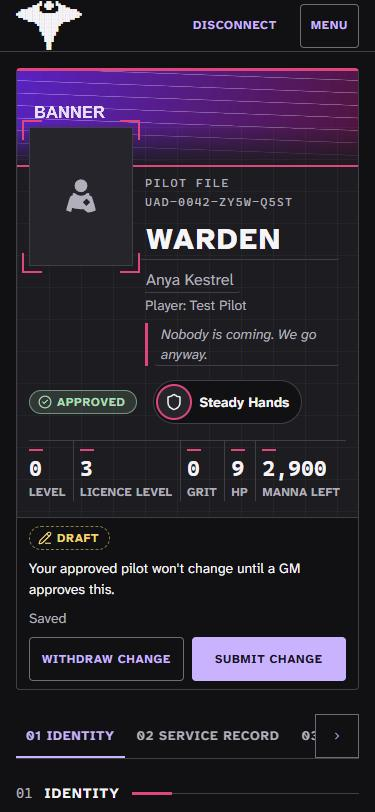 DISCONNECT
MENU
BANNER
PILOT FILE
UAD-0042-ZY5W-Q5ST
WARDEN
Anya Kestrel
Player: Test Pilot
Nobody is coming. We go
anyway.
APPROVED
Steady Hands
0 3 0 9 2,900
LEVEL LICENCE LEVEL GRIT HP MANNA LEFT
DRAFT
Your approved pilot won't change until a GM
approves this.
Saved
WITHDRAW CHANGE SUBMIT CHANGE
01 IDENTITY 02 SERVICE RECORD 03
01 IDENTITY